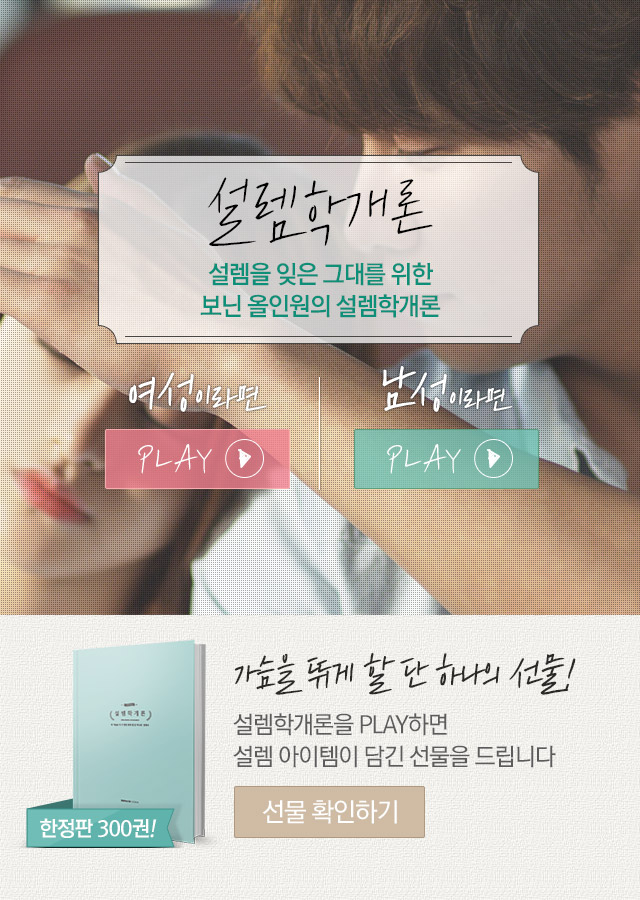 설렘학개론
설렘을 잊은 그대를 위한
보닌 올인원의 설렘학개론
여성이라면
남성이라면
PLAY
PLAY
가슴을 뛰게 할 단 하나의 선물!
설렘학개론을 PLAY하면
설렘 아이템이 담긴 선물을 드립니다
선물 확인하기
설렘학개론
한정판 300권!